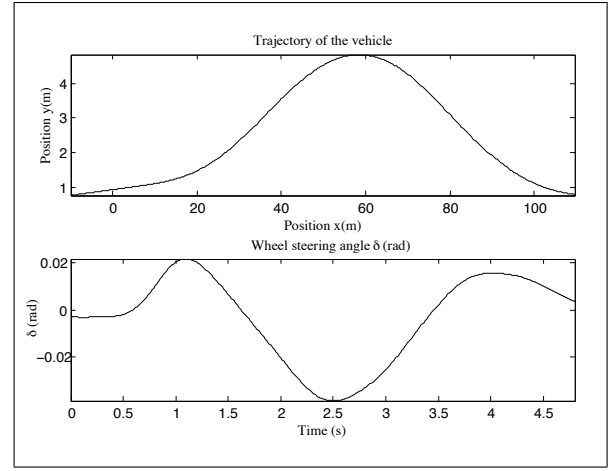 Trajectory of the vehicle
Position y(m)
4
3
2
1
0 20 40 60 80 100
Position x(m)
Wheel steering angle δ (rad)
δ (rad)
0.02
0
−0.02
0 0.5 1 1.5 2 2.5 3 3.5 4 4.5
Time (s)